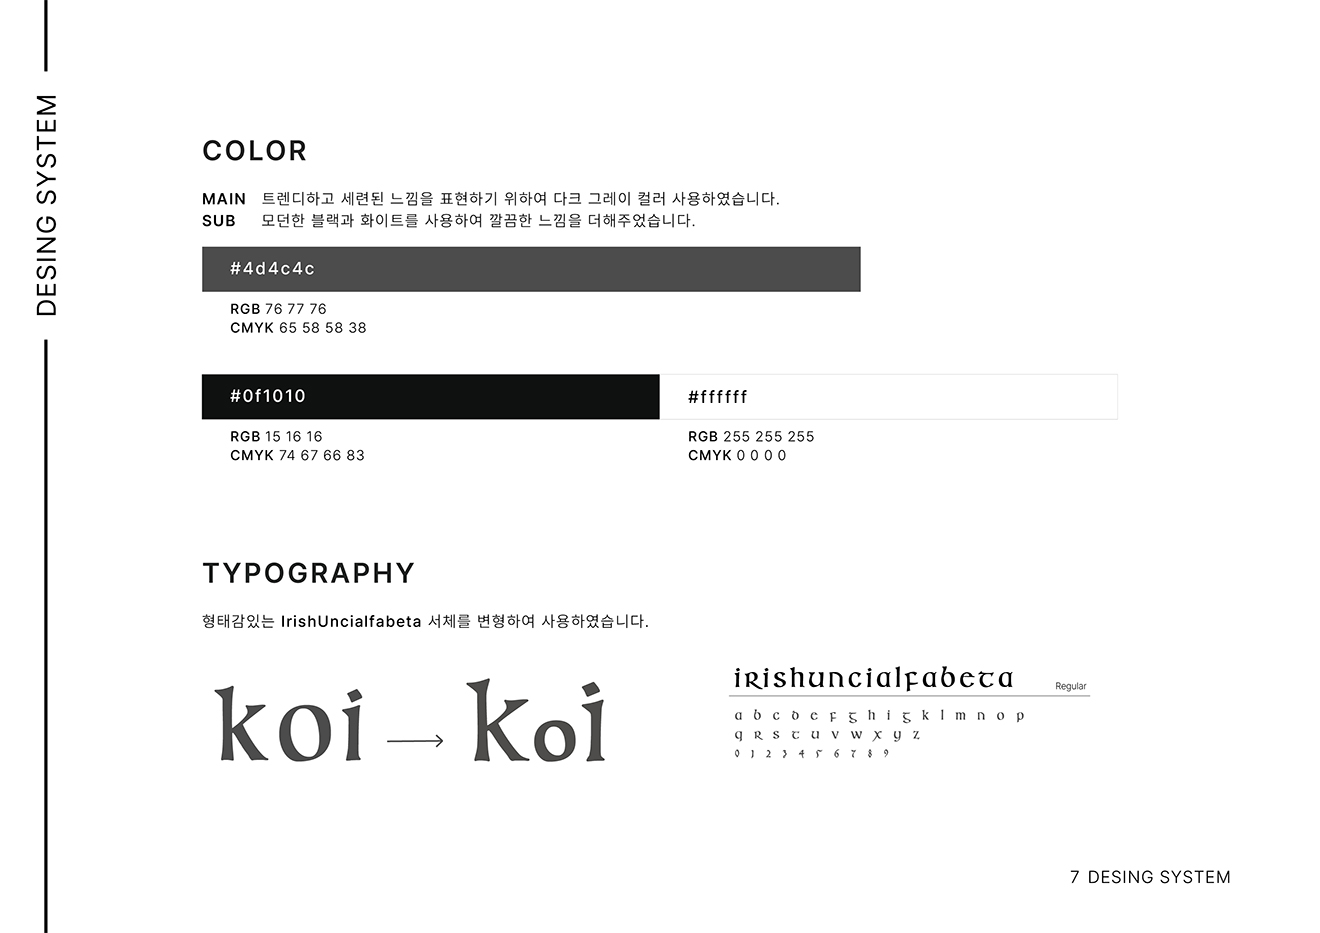 DESING SYSTEM
COLOR
MAIN 트렌디하고 세련된 느낌을 표현하기 위하여 다크 그레이 컬러 사용하였습니다.
SUB 모던한 블랙과 화이트를 사용하여 깔끔한 느낌을 더해주었습니다.
#4d4c4c
RGB 76 77 76
CMYK 65 58 58 38
#0f1010
RGB 15 16 16
CMYK 74 67 66 83
#ffffff
RGB 255 255 255
CMYK 0 0 0 0
TYPOGRAPHY
형태감있는 IrishUncialfabeta 서체를 변형하여 사용하였습니다.
koi → koi
irishuncialfabeta Regular
a b c d e f g h i j k l m n o p
q r s t u v w x y z
0 1 2 3 4 5 6 7 8 9
7 DESING SYSTEM